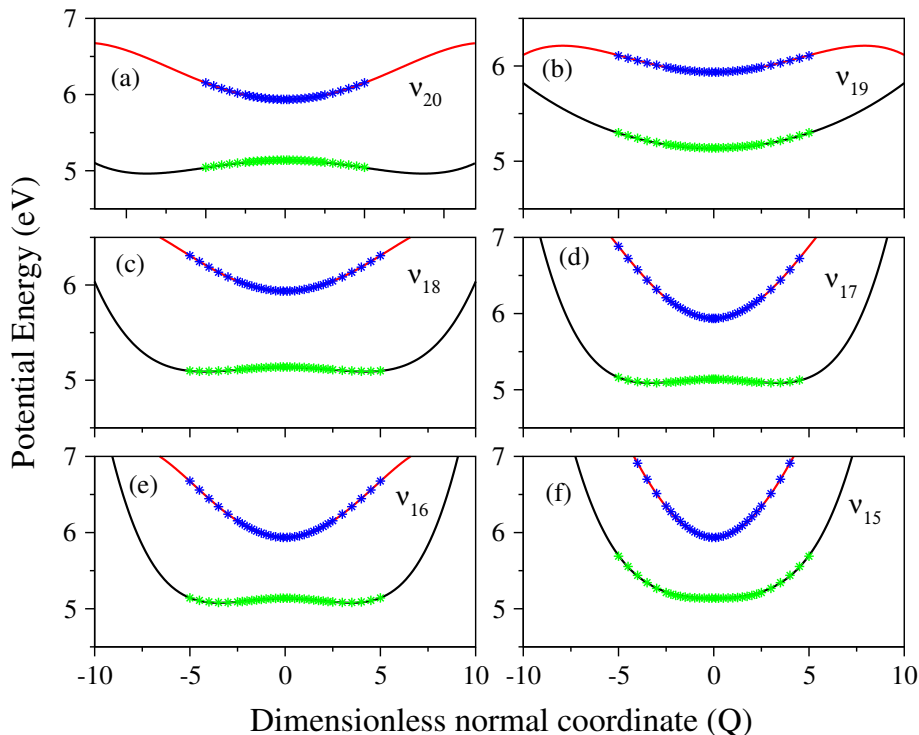 Potential Energy (eV)
7
6
5
(a)
ν20
(b)
ν19
7
6
5
(c)
ν18
6
5
(d)
ν17
7
6
5
(e)
ν16
7
6
5
(f)
ν15
7
6
5
-10
-5
0
5
10
-10
-5
0
5
10
Dimensionless normal coordinate (Q)